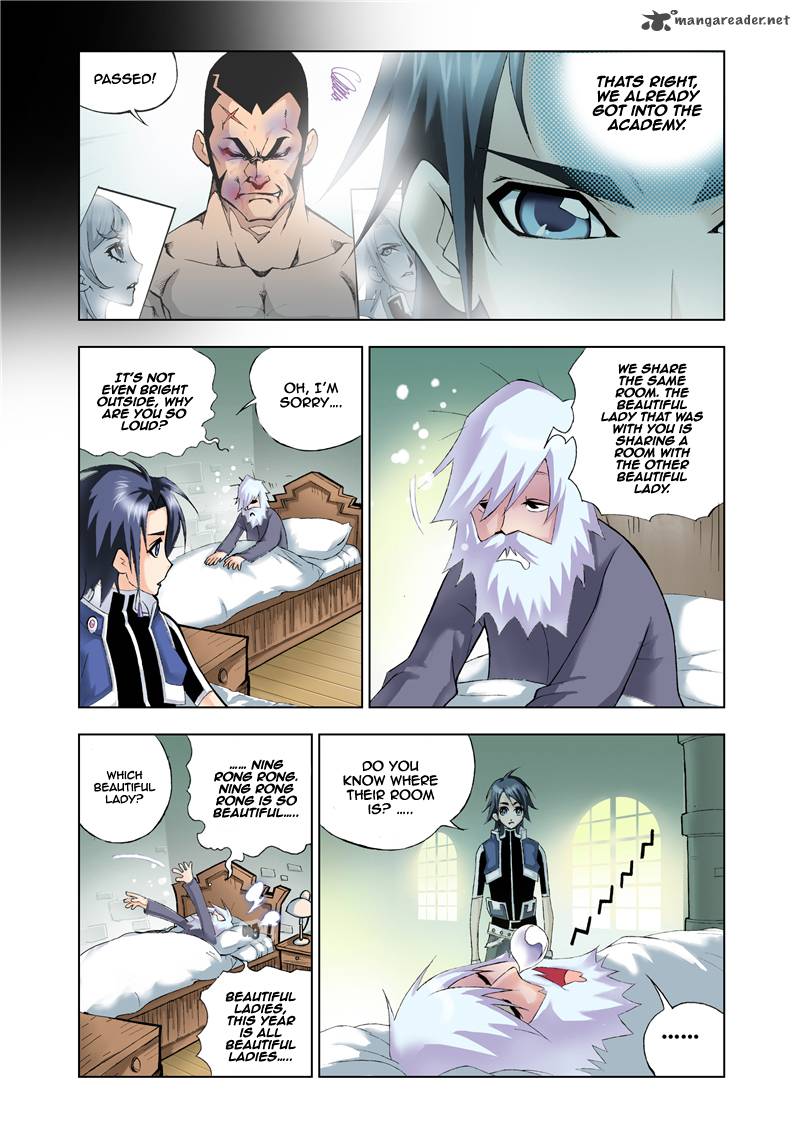 mangareader.net
PASSED!
THATS RIGHT,
WE ALREADY
GOT INTO THE
ACADEMY.
IT'S NOT
EVEN BRIGHT
OUTSIDE, WHY
ARE YOU SO
LOUD?
OH, I'M
SORRY....
WE SHARE
THE SAME
ROOM. THE
BEAUTIFUL
LADY THAT WAS
WITH YOU IS
SHARING A
ROOM WITH
THE OTHER
BEAUTIFUL
LADY.
WHICH
BEAUTIFUL
LADY?
...... NING
RONG RONG.
NING RONG
RONG IS SO
BEAUTIFUL.....
BEAUTIFUL
LADIES,
THIS YEAR
IS ALL
BEAUTIFUL
LADIES.....
DO YOU
KNOW WHERE
THEIR ROOM
IS? .....
......